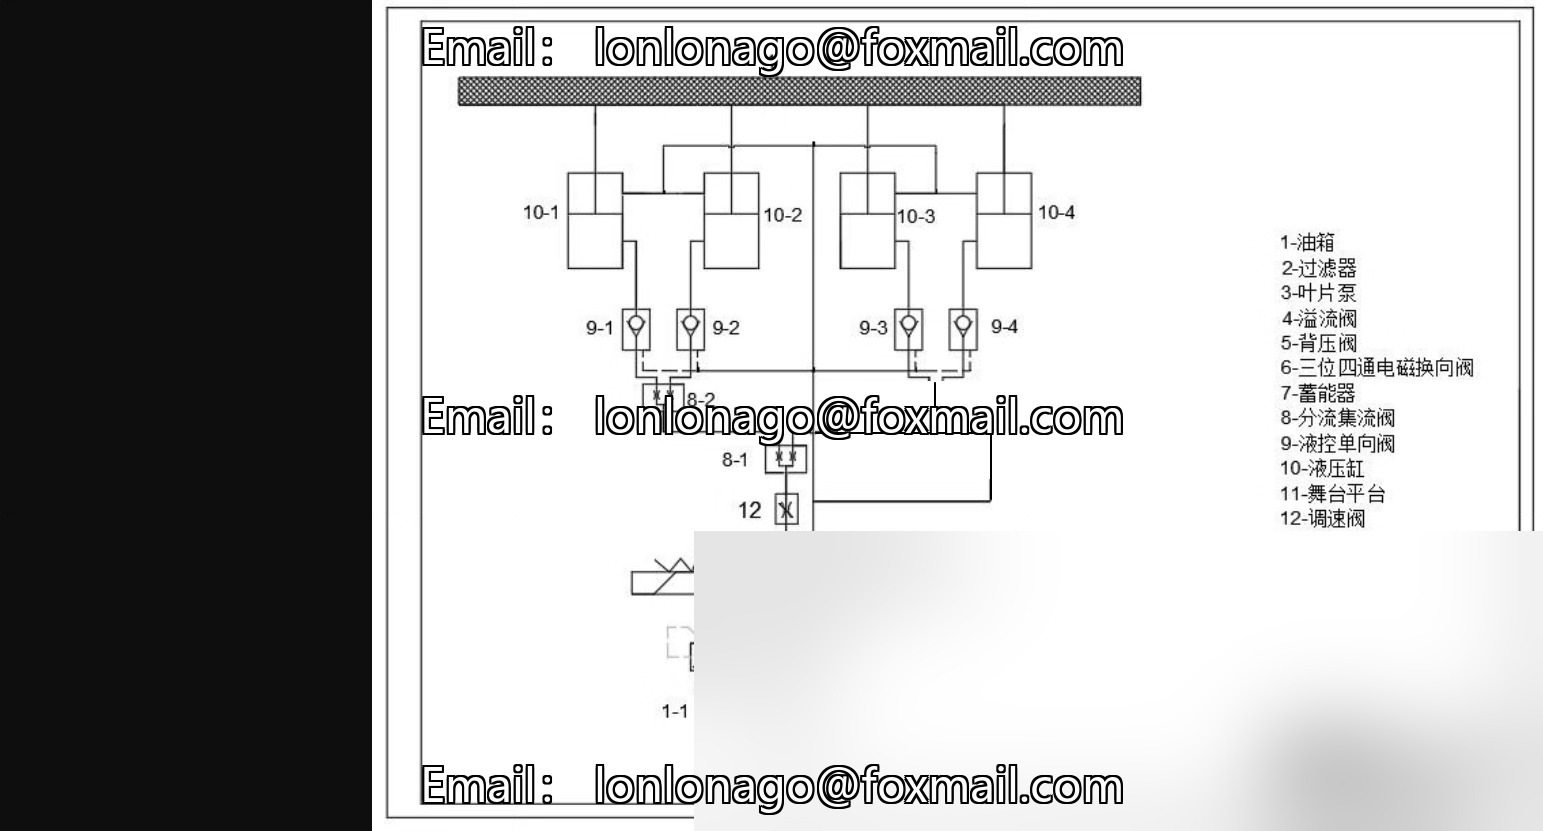 Email： lonlonago@foxmail.com
10-1
10-2
10-3
10-4
1-油箱
2-过滤器
3-叶片泵
4-溢流阀
5-背压阀
6-三位四通电磁换向阀
7-蓄能器
8-分流集流阀
9-液控单向阀
10-液压缸
11-舞台平台
12-调速阀
9-1
9-2
9-3
9-4
8-2
Email： lonlonago@foxmail.com
8-1
12
1-1
Email： lonlonago@foxmail.com